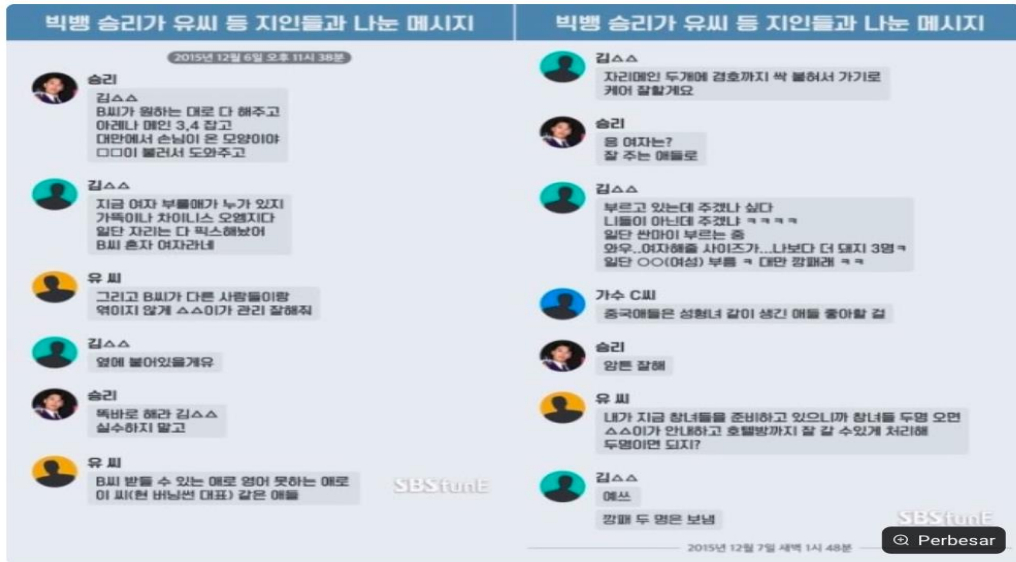 빅뱅 승리가 유씨 등 지인들과 나눈 메시지
2015년 12월 6일 오후 11시 38분
승리
김ㅅㅅ
B씨가 원하는 대로 다 해주고
아레나 메인 3,4 잡고
대만에서 손님이 온 모양이야
□□이 불러서 도와주고
김ㅅㅅ
지금 여자 부를애가 누가 있지
가뜩이나 차이니스 오엠지다
일단 자리는 다 픽스해놨어
B씨 혼자 여자라네
유 씨
그리고 B씨가 다른 사람들이랑
엮이지 않게 ㅅㅅ이가 관리 잘해줘
김ㅅㅅ
옆에 붙어있을게유
승리
똑바로 해라 김ㅅㅅ
실수하지 말고
유 씨
B씨 받들 수 있는 애로 영어 못하는 애로
이 씨(현 버닝썬 대표) 같은 애들
SBSfunE
빅뱅 승리가 유씨 등 지인들과 나눈 메시지
김ㅅㅅ
자리메인 두개에 경호까지 싹 붙혀서 가기로
케어 잘할게요
승리
응 여자는?
잘 주는 애들로
김ㅅㅅ
부르고 있는데 주겠나 싶다
니들이 아닌데 주겠냐 ㅋㅋㅋㅋ
일단 싼마이 부르는 중
와우..여자해줄 사이즈가...나보다 더 돼지 3명ㅋ
일단 ○○(여성) 부름 ㅋ 대만 깡패래 ㅋㅋ
가수 C씨
중국애들은 성형녀 같이 생긴 애들 좋아할 걸
승리
암튼 잘해
유 씨
내가 지금 창녀들을 준비하고 있으니까 창녀들 두명 오면
ㅅㅅ이가 안내하고 호텔방까지 잘 갈 수있게 처리해
두명이면 되지?
김ㅅㅅ
예쓰
깡패 두 명은 보냄
SBSfunE
2015년 12월 7일 새벽 1시 48분
Perbesar